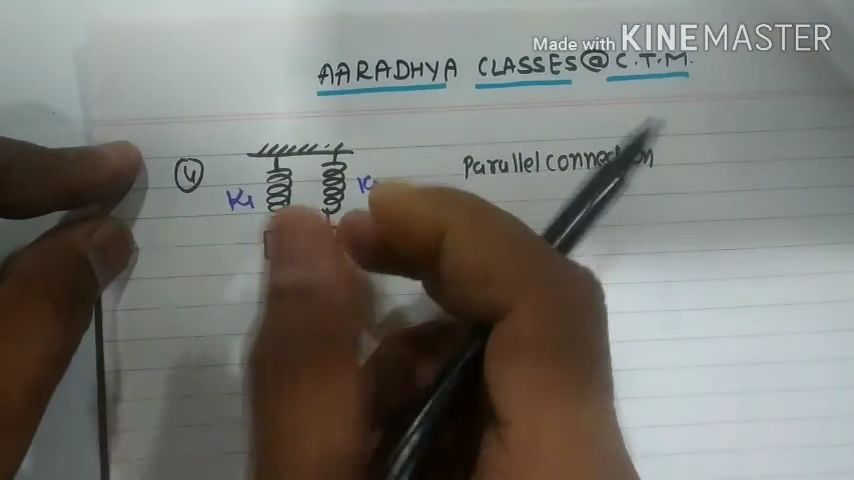 Made with KINEMASTER
AARADHYA CLASSES@C.T.M.
4
Parallel connection
K1